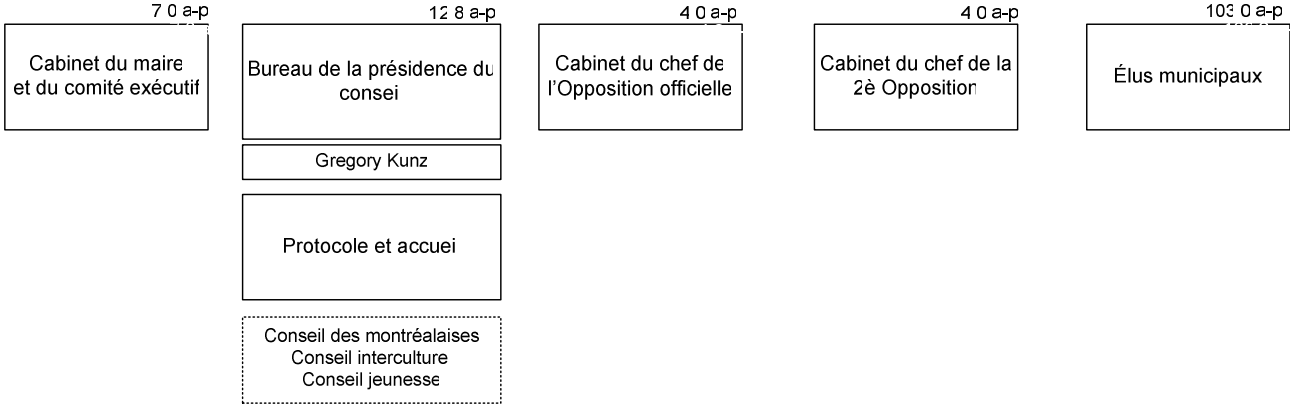 7 0 a-p
Cabinet du maire
et du comité exécutif
12 8 a-p
Bureau de la présidence du
consei
Gregory Kunz
Protocole et accuei
Conseil des montréalaises
Conseil interculture
Conseil jeunesse
4 0 a-p
Cabinet du chef de
l'Opposition officielle
4 0 a-p
Cabinet du chef de la
2è Opposition
103 0 a-p
Élus municipaux